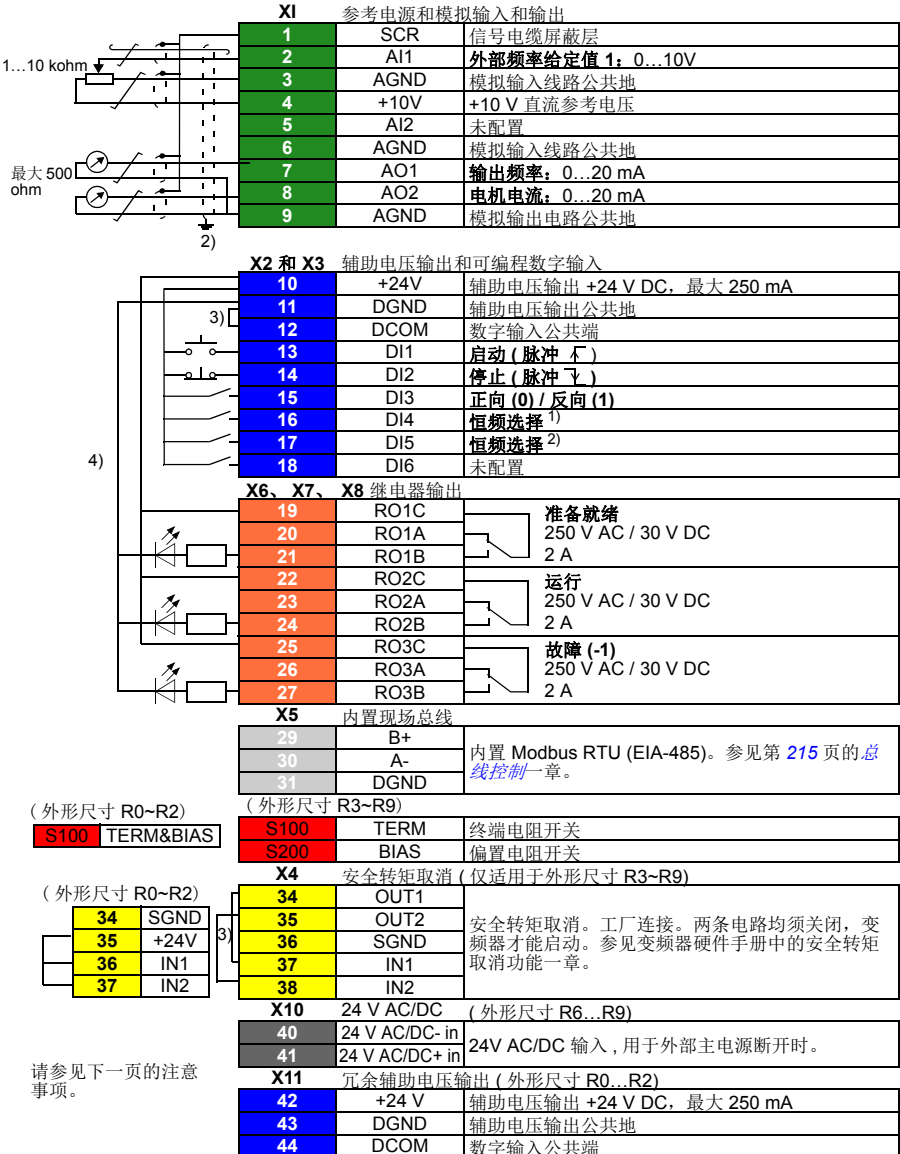 XI 参考电源和模拟输入和输出
1 SCR 信号电缆屏蔽层
2 AI1 外部频率给定值 1：0…10V
1…10 kohm
3 AGND 模拟输入线路公共地
4 +10V +10 V 直流参考电压
5 AI2 未配置
6 AGND 模拟输入线路公共地
最大 500
ohm
7 AO1 输出频率：0…20 mA
8 AO2 电机电流：0…20 mA
9 AGND 模拟输出电路公共地
2)
X2 和 X3 辅助电压输出和可编程数字输入
10 +24V 辅助电压输出 +24 V DC，最大 250 mA
11 DGND 辅助电压输出公共地
3)
12 DCOM 数字输入公共端
13 DI1 启动 ( 脉冲 )
14 DI2 停止 ( 脉冲 )
15 DI3 正向 (0) / 反向 (1)
16 DI4 恒频选择 1)
17 DI5 恒频选择 2)
4)
18 DI6 未配置
X6、 X7、 X8 继电器输出
19 RO1C 准备就绪
20 RO1A 250 V AC / 30 V DC
21 RO1B 2 A
22 RO2C 运行
23 RO2A 250 V AC / 30 V DC
24 RO2B 2 A
25 RO3C 故障 (-1)
26 RO3A 250 V AC / 30 V DC
27 RO3B 2 A
X5 内置现场总线
29 B+
30 A-
31 DGND
内置 Modbus RTU (EIA-485)。参见第 215 页的总
线控制一章。
( 外形尺寸 R0~R2)
S100 TERM&BIAS
( 外形尺寸 R3~R9)
S100 TERM 终端电阻开关
S200 BIAS 偏置电阻开关
X4 安全转矩取消 ( 仅适用于外形尺寸 R3~R9)
( 外形尺寸 R0~R2)
34 SGND
35 +24V
36 IN1
37 IN2
3)
34 OUT1
35 OUT2
36 SGND
37 IN1
38 IN2
安全转矩取消。工厂连接。两条电路均须关闭，变
频器才能启动。参见变频器硬件手册中的安全转矩
取消功能一章。
X10 24 V AC/DC ( 外形尺寸 R6…R9)
40 24 V AC/DC- in
41 24 V AC/DC+ in
24V AC/DC 输入 , 用于外部主电源断开时。
请参见下一页的注意
事项。
X11 冗余辅助电压输出 ( 外形尺寸 R0…R2)
42 +24 V 辅助电压输出 +24 V DC，最大 250 mA
43 DGND 辅助电压输出公共地
44 DCOM 数字输入公共端